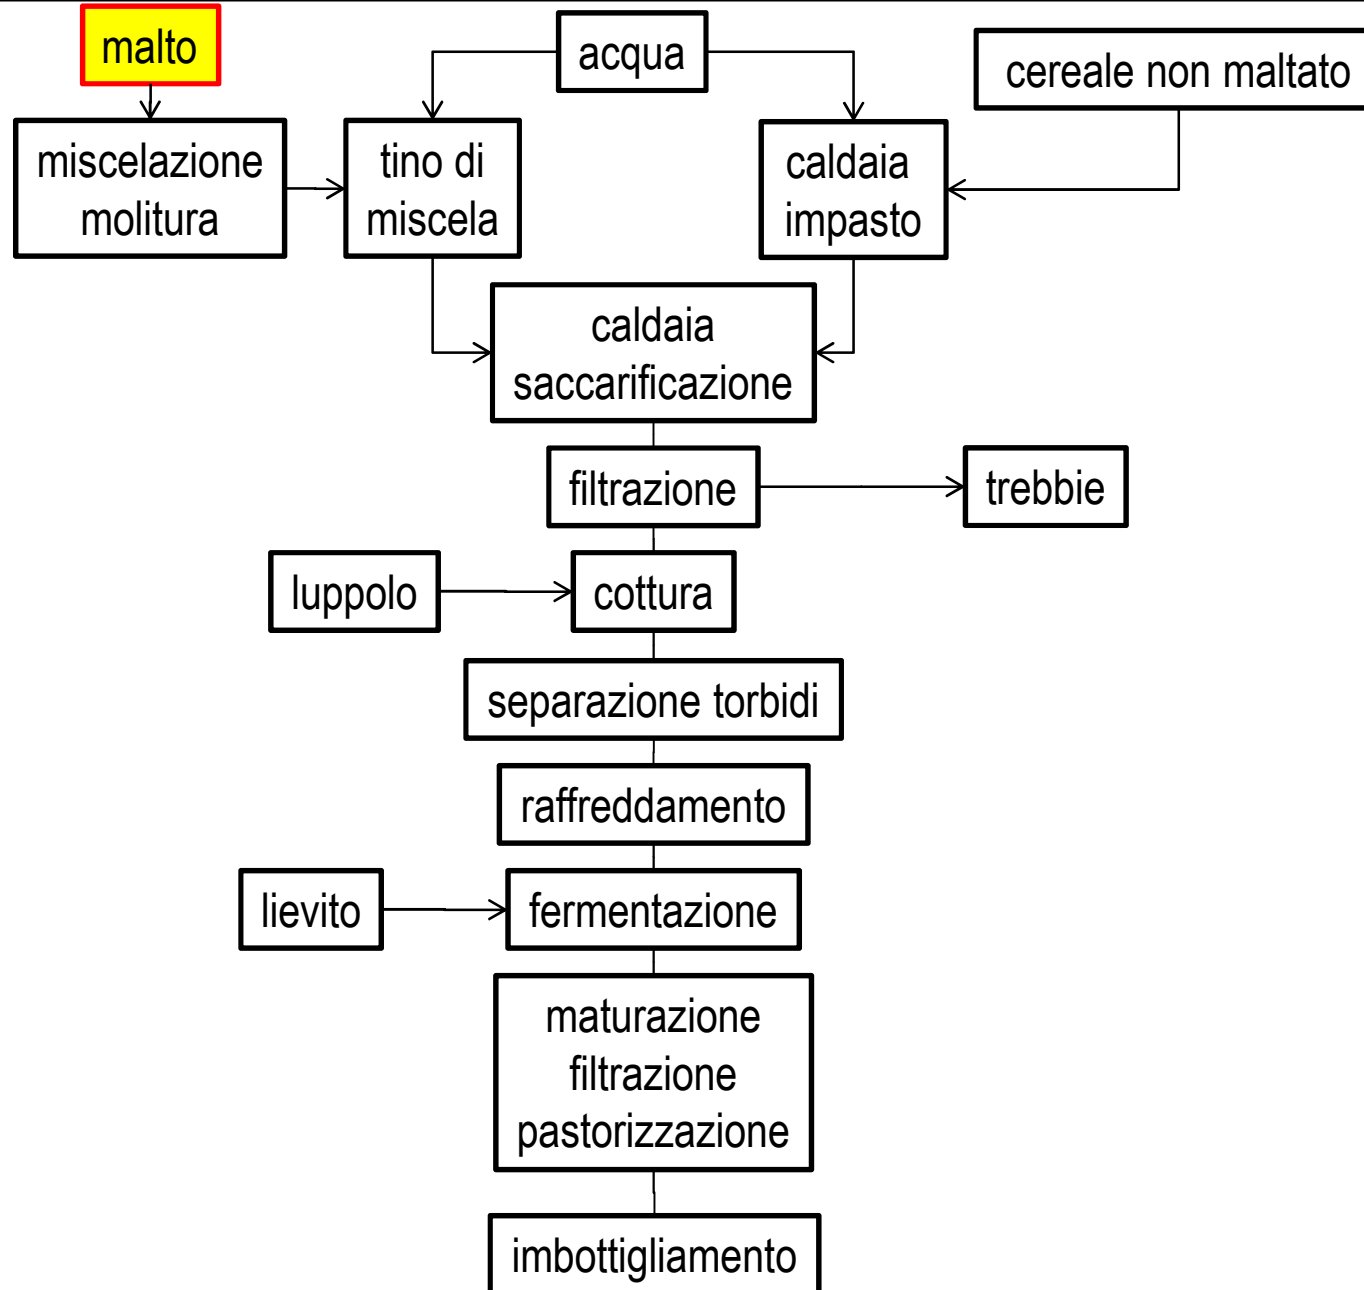 malto
acqua
cereale non maltato
miscelazione
molitura
tino di
miscela
caldaia
impasto
caldaia
saccarificazione
filtrazione
trebbie
luppolo
cottura
separazione torbidi
raffreddamento
lievito
fermentazione
maturazione
filtrazione
pastorizzazione
imbottigliamento